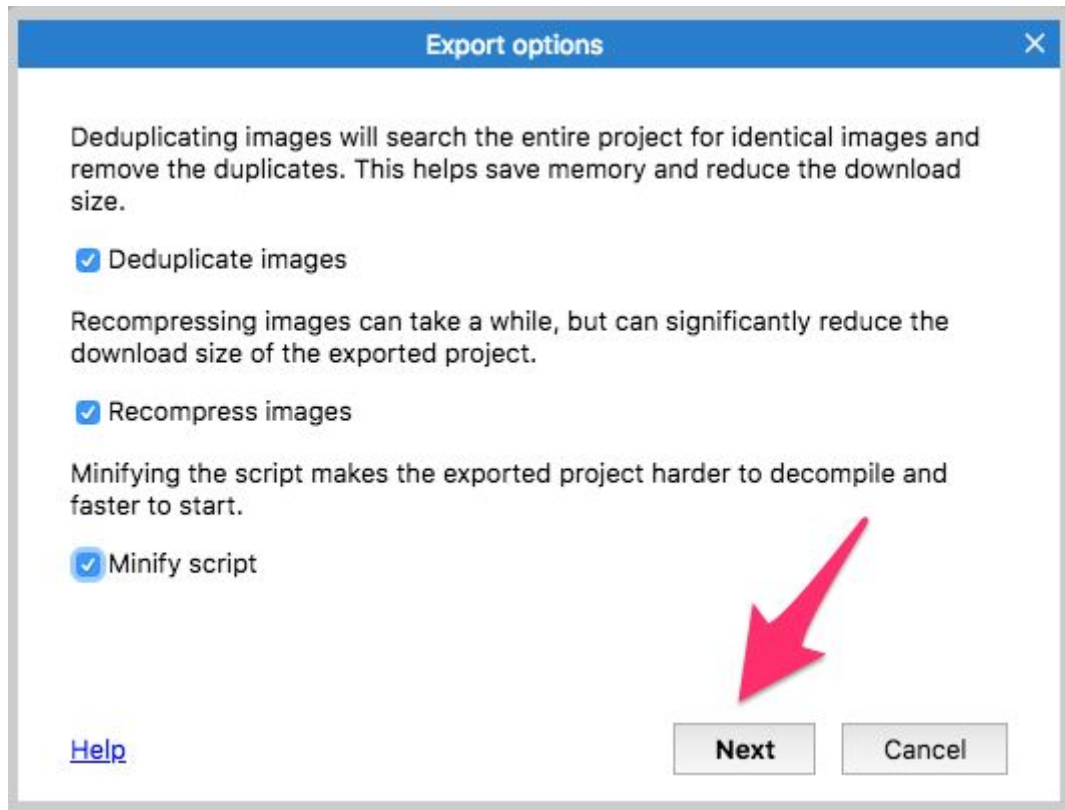 Export options
Deduplicating images will search the entire project for identical images and
remove the duplicates. This helps save memory and reduce the download
size.
Deduplicate images
Recompressing images can take a while, but can significantly reduce the
download size of the exported project.
Recompress images
Minifying the script makes the exported project harder to decompile and
faster to start.
Minify script
Help
Next
Cancel